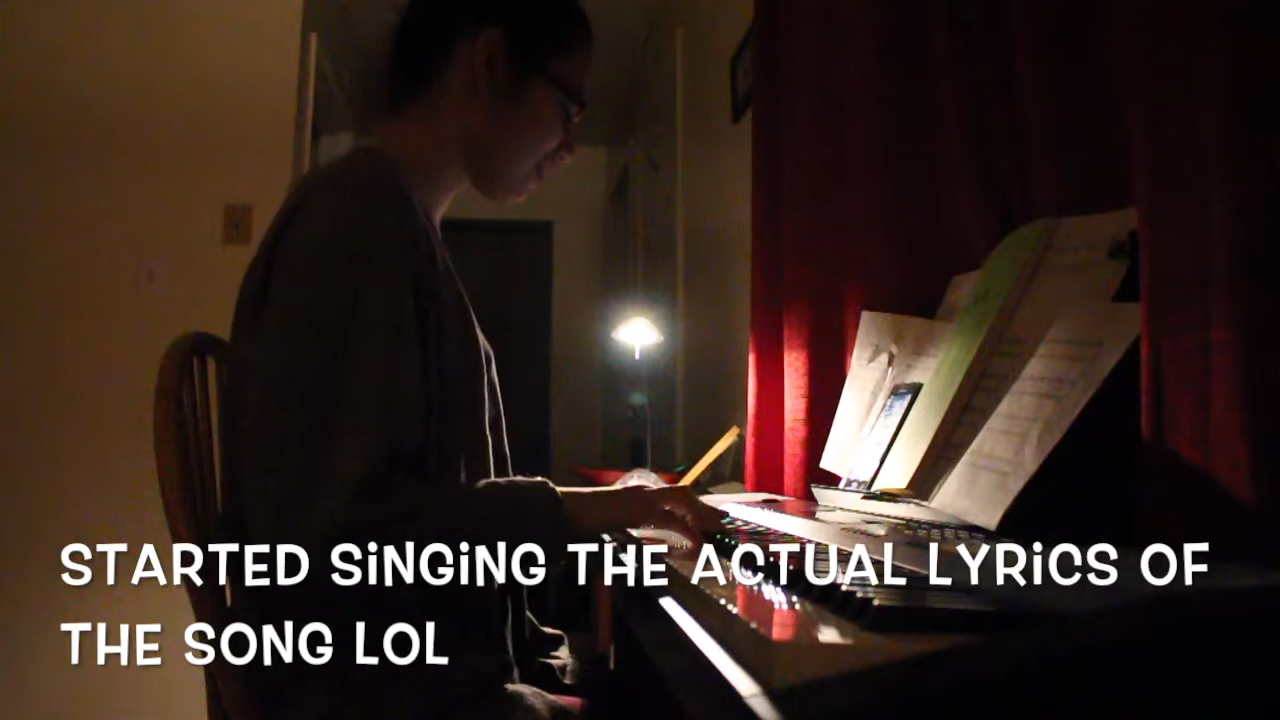 STARTED SiNGiNG THE ACTUAL LYRiCS OF
THE SONG LOL